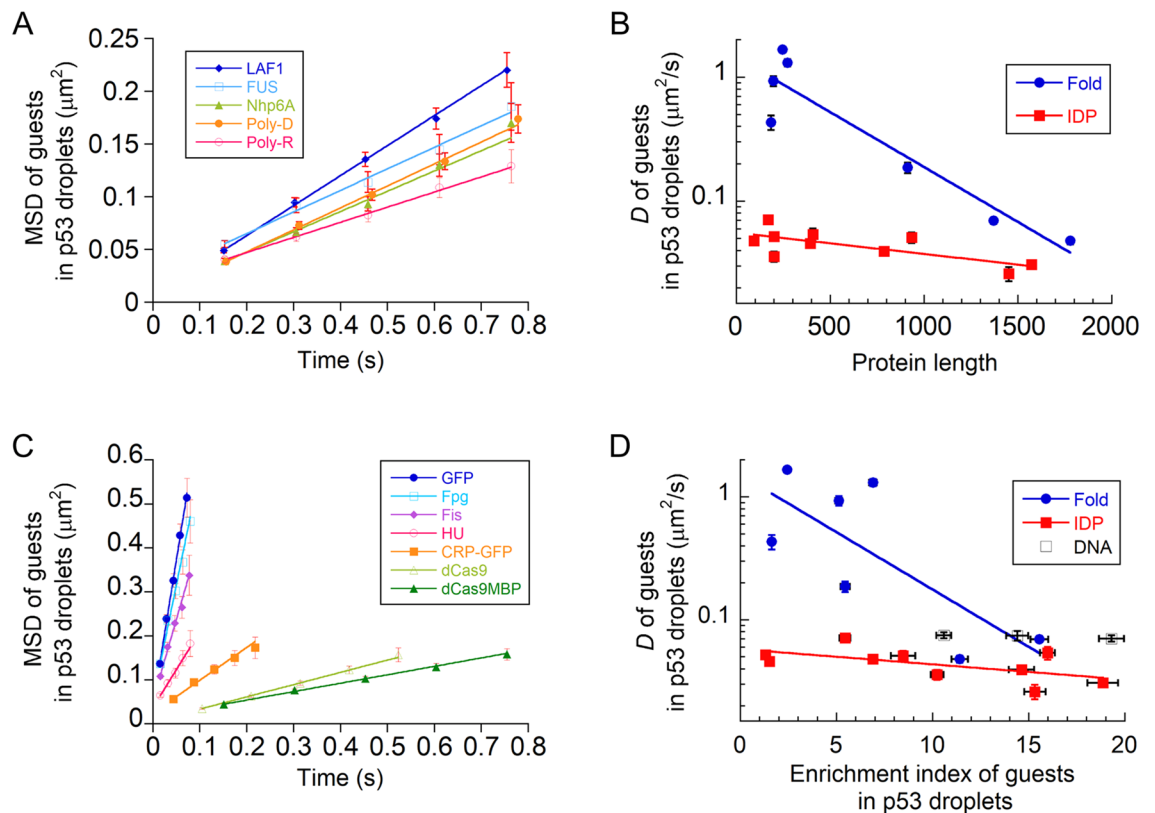 A
MSD of guests
in p53 droplets (μm²)
0.25
0.2
0.15
0.1
0.05
0
LAF1
FUS
Nhp6A
Poly-D
Poly-R
0 0.1 0.2 0.3 0.4 0.5 0.6 0.7 0.8
Time (s)
B
D of guests
in p53 droplets (μm²/s)
1
0.1
Fold
IDP
0 500 1000 1500 2000
Protein length
C
MSD of guests
in p53 droplets (μm²)
0.6
0.5
0.4
0.3
0.2
0.1
0
GFP
Fpg
Fis
HU
CRP-GFP
dCas9
dCas9MBP
0 0.1 0.2 0.3 0.4 0.5 0.6 0.7 0.8
Time (s)
D
D of guests
in p53 droplets (μm²/s)
1
0.1
Fold
IDP
DNA
0 5 10 15 20
Enrichment index of guests
in p53 droplets